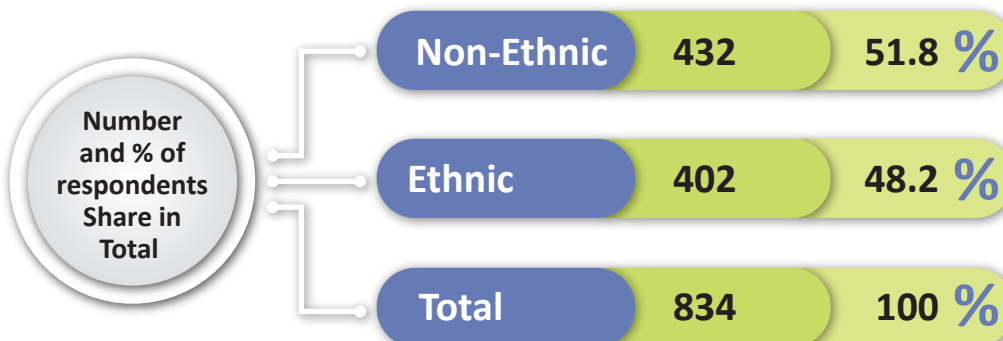 Number
and % of
respondents
Share in
Total
Non-Ethnic 432 51.8 %
Ethnic 402 48.2 %
Total 834 100 %